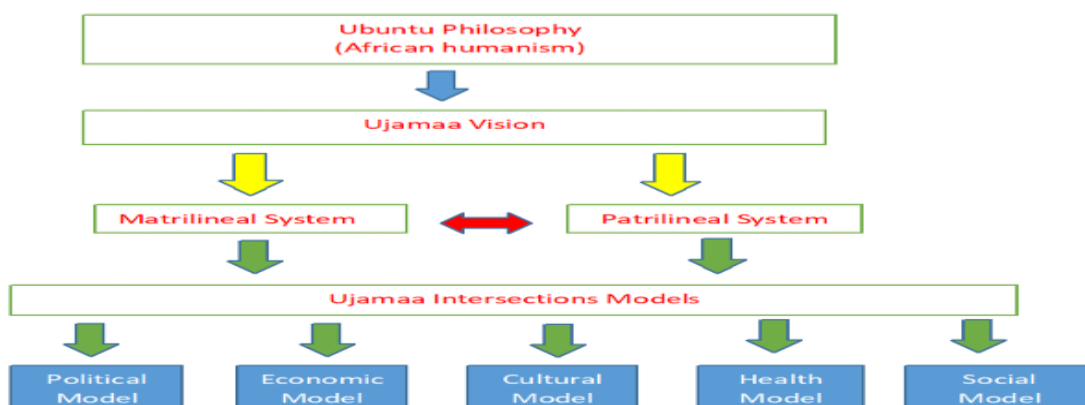 Ubuntu Philosophy
(African humanism)
Ujamaa Vision
Matrilineal System
Patrilineal System
Ujamaa Intersections Models
Political
Model
Economic
Model
Cultural
Model
Health
Model
Social
Model